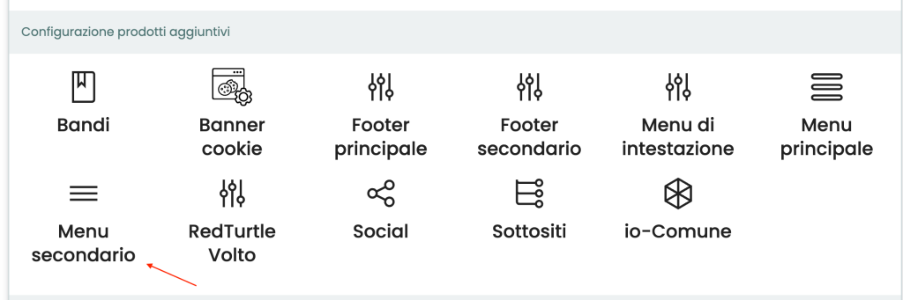 Configurazione prodotti aggiuntivi
Bandi
Banner
cookie
Footer
principale
Footer
secondario
Menu di
intestazione
Menu
principale
Menu
secondario
RedTurtle
Volto
Social
Sottositi
io-Comune